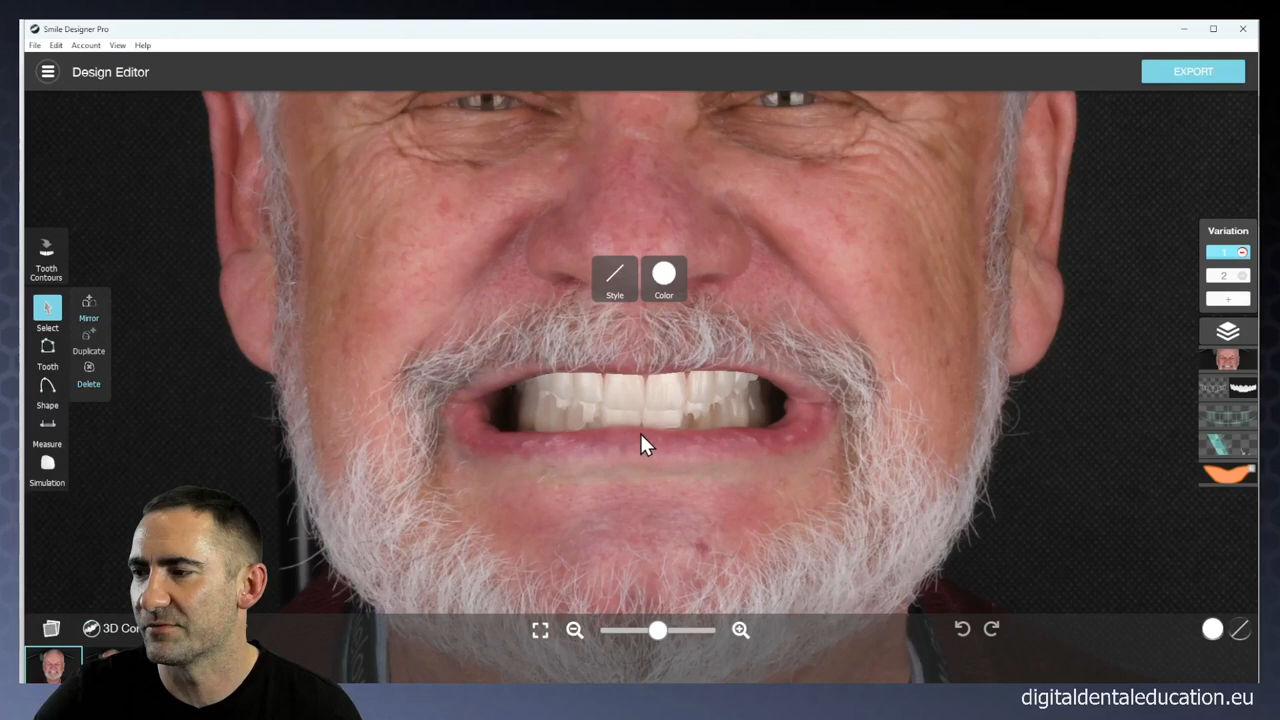 Smile Designer Pro
File Edit Account View Help
Design Editor
EXPORT
Variation
1
2
+
Style
Color
Tooth
Contours
Select
Mirror
Duplicate
Tooth
Delete
Shape
Measure
Simulation
3D Co
digitaldentaleducation.eu